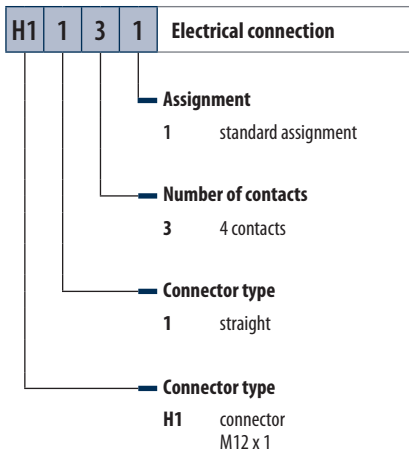 H1 1 3 1 Electrical connection
Assignment
1 standard assignment
Number of contacts
3 4 contacts
Connector type
1 straight
Connector type
H1 connector
M12 x 1